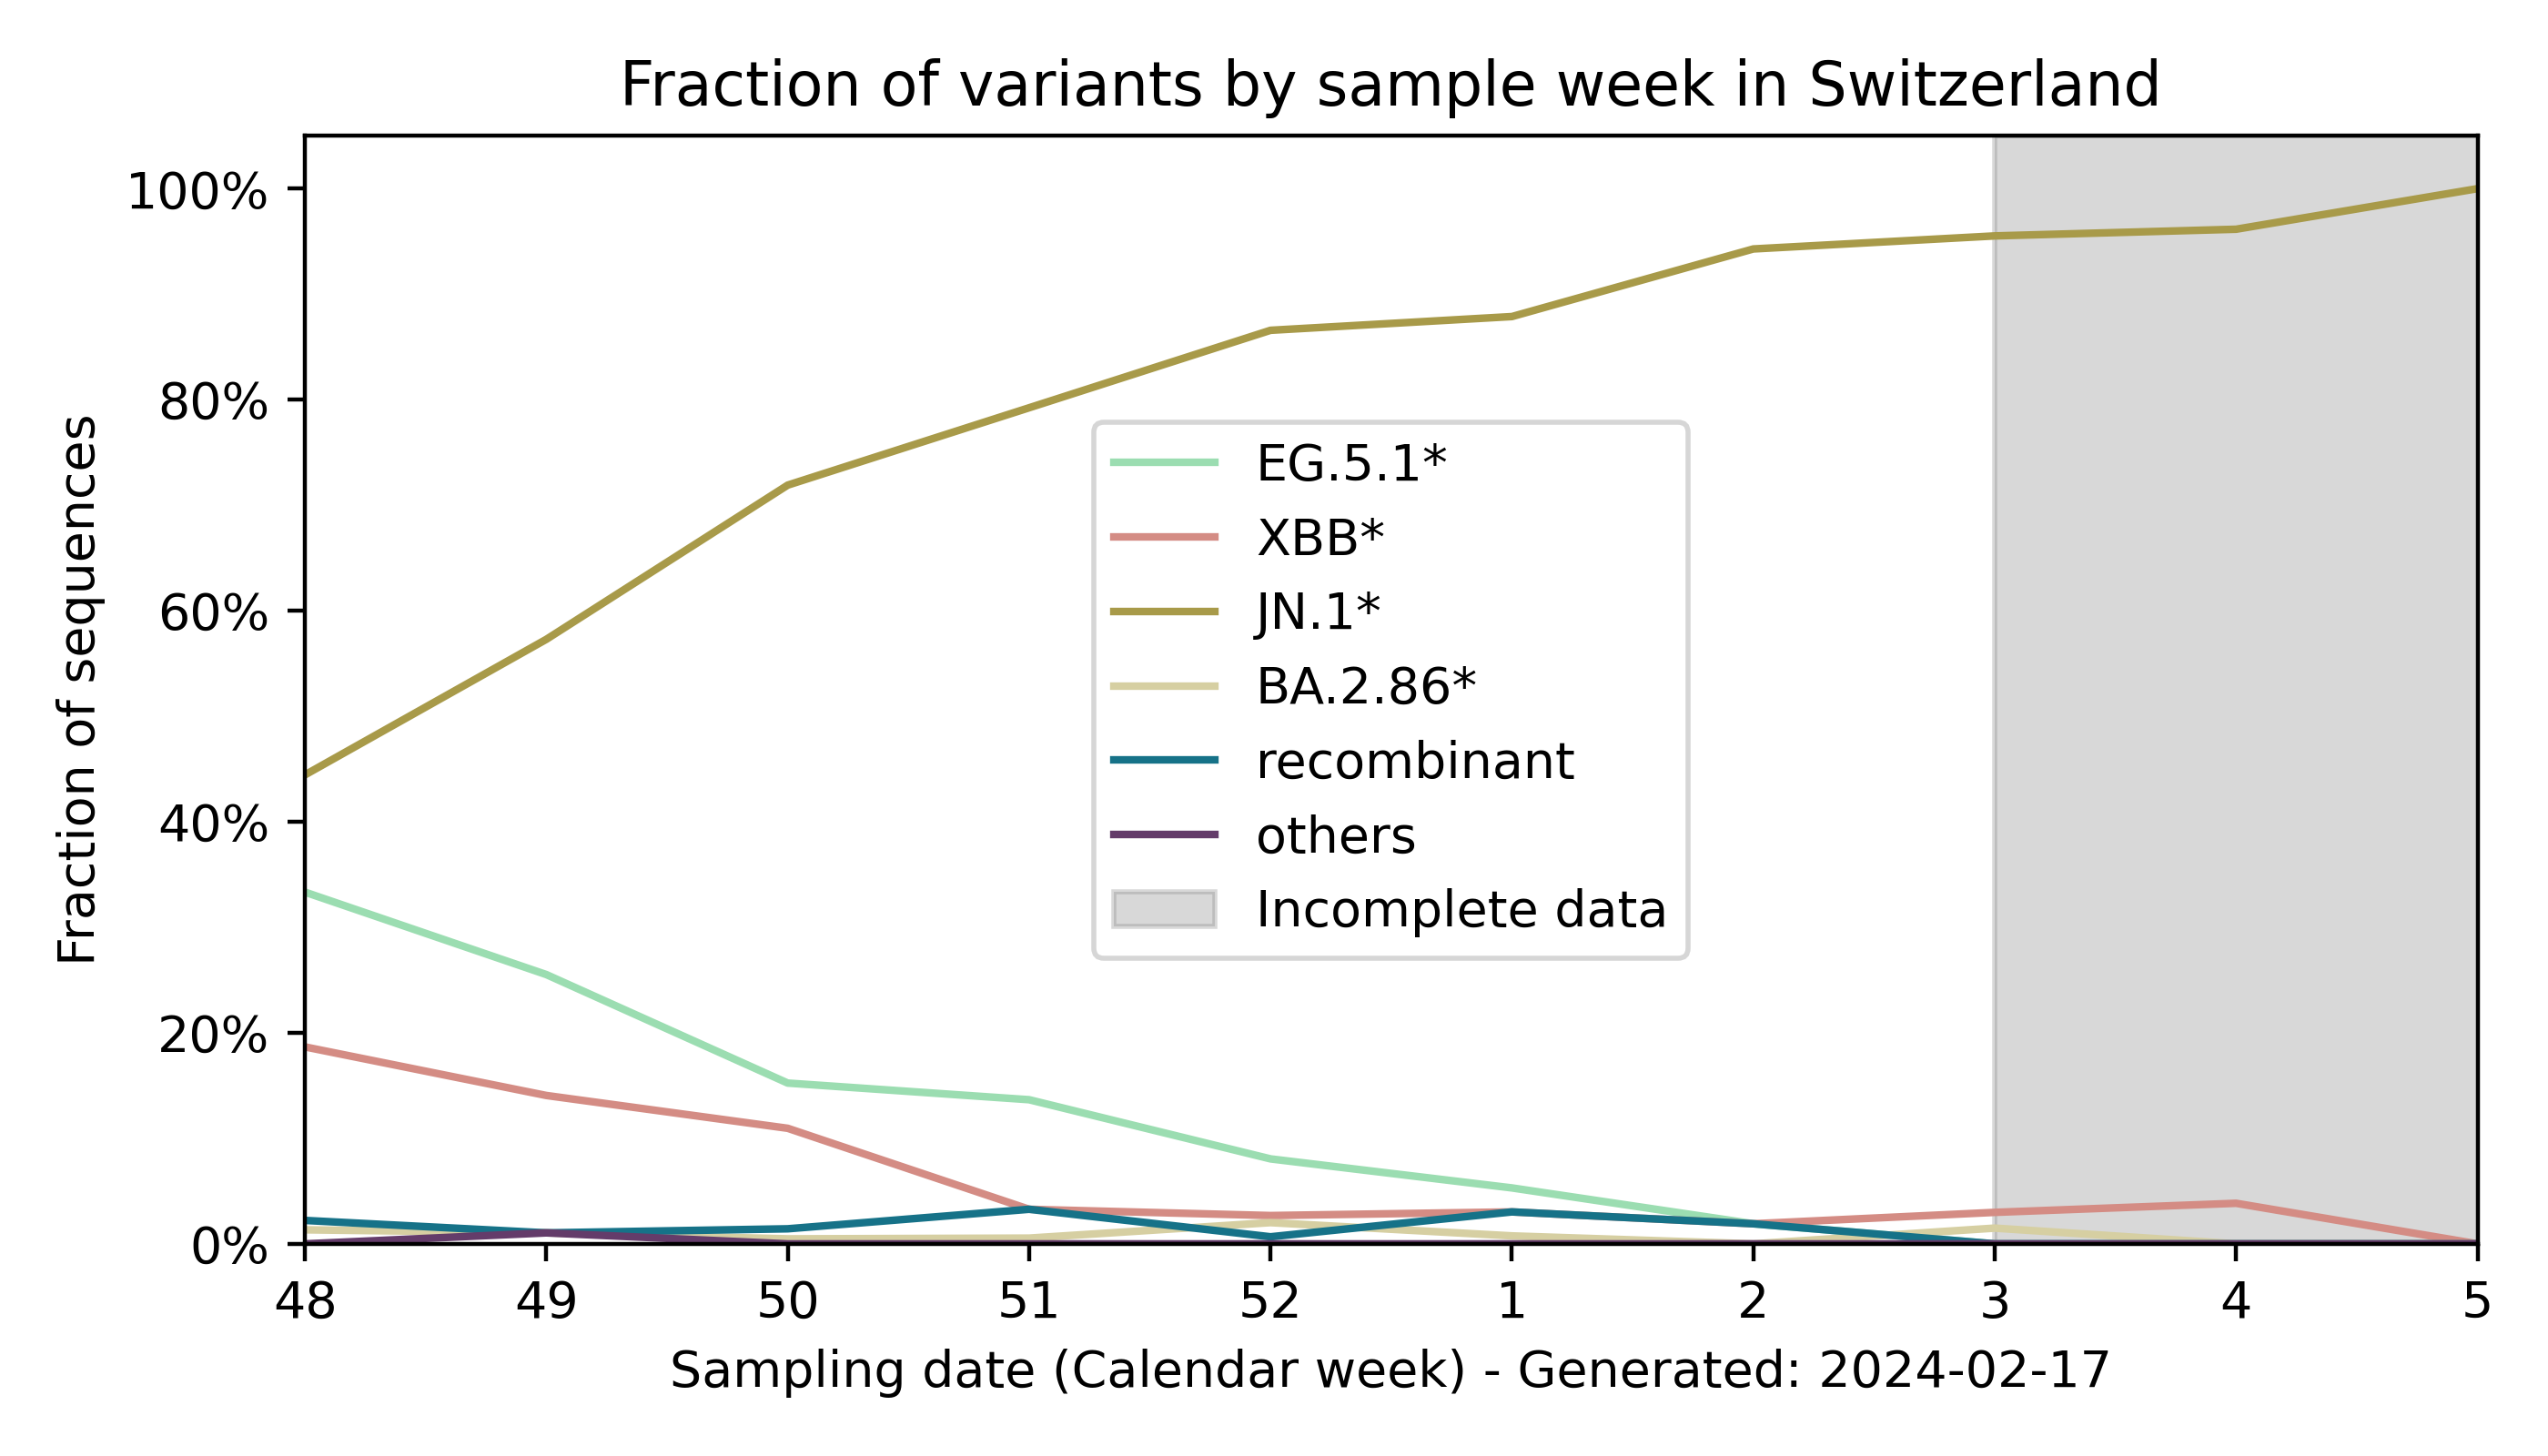 Fraction of variants by sample week in Switzerland
Fraction of sequences
100%
80%
60%
40%
20%
0%
EG.5.1*
XBB*
JN.1*
BA.2.86*
recombinant
others
Incomplete data
48 49 50 51 52 1 2 3 4 5
Sampling date (Calendar week) - Generated: 2024-02-17